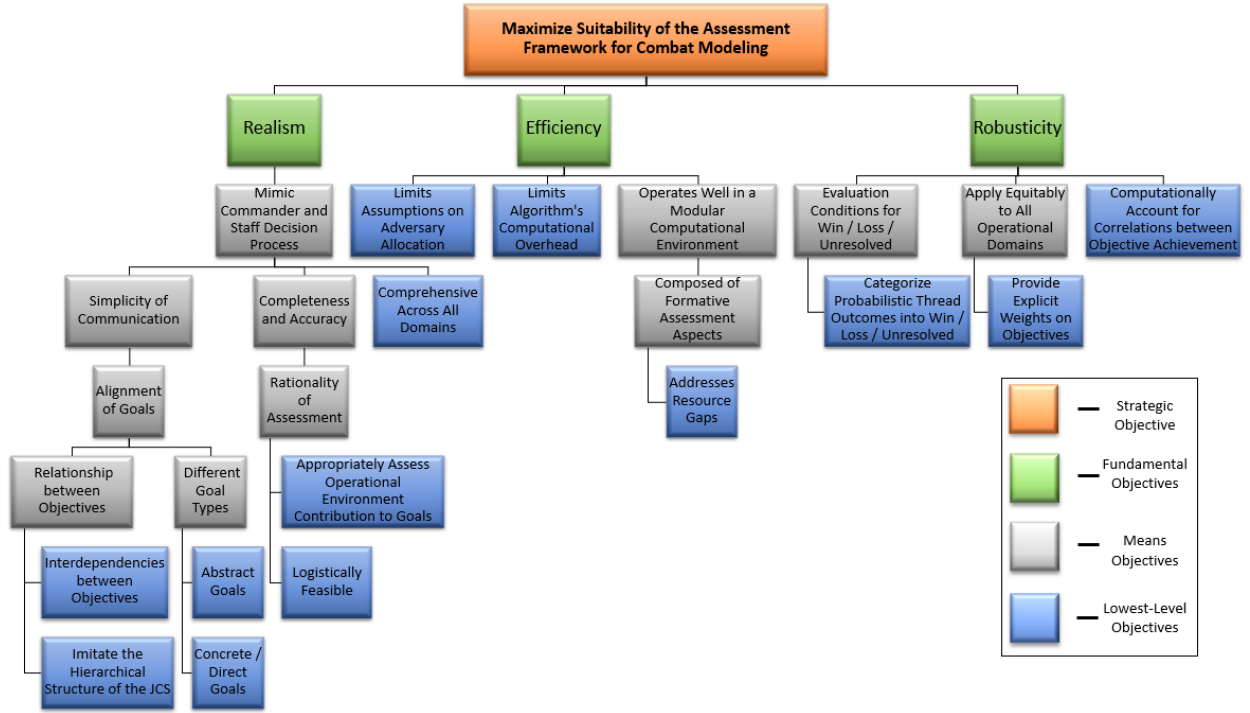 Maximize Suitability of the Assessment
Framework for Combat Modeling
Realism
Efficiency
Robusticity
Mimic
Commander and
Staff Decision
Process
Limits
Assumptions on
Adversary
Allocation
Limits
Algorithm's
Computational
Overhead
Operates Well in a
Modular
Computational
Environment
Evaluation
Conditions for
Win / Loss /
Unresolved
Apply Equitably
to All
Operational
Domains
Computationally
Account for
Correlations between
Objective Achievement
Simplicity of
Communication
Completeness
and Accuracy
Comprehensive
Across All
Domains
Composed of
Formative
Assessment
Aspects
Categorize
Probabilistic Thread
Outcomes into Win /
Loss / Unresolved
Provide
Explicit
Weights on
Objectives
Alignment
of Goals
Rationality
of
Assessment
Addresses
Resource
Gaps
Relationship
between
Objectives
Different
Goal
Types
Appropriately Assess
Operational
Environment
Contribution to Goals
Interdependencies
between
Objectives
Abstract
Goals
Logistically
Feasible
Imitate the
Hierarchical
Structure of the JCS
Concrete /
Direct
Goals
Strategic
Objective
Fundamental
Objectives
Means
Objectives
Lowest-Level
Objectives